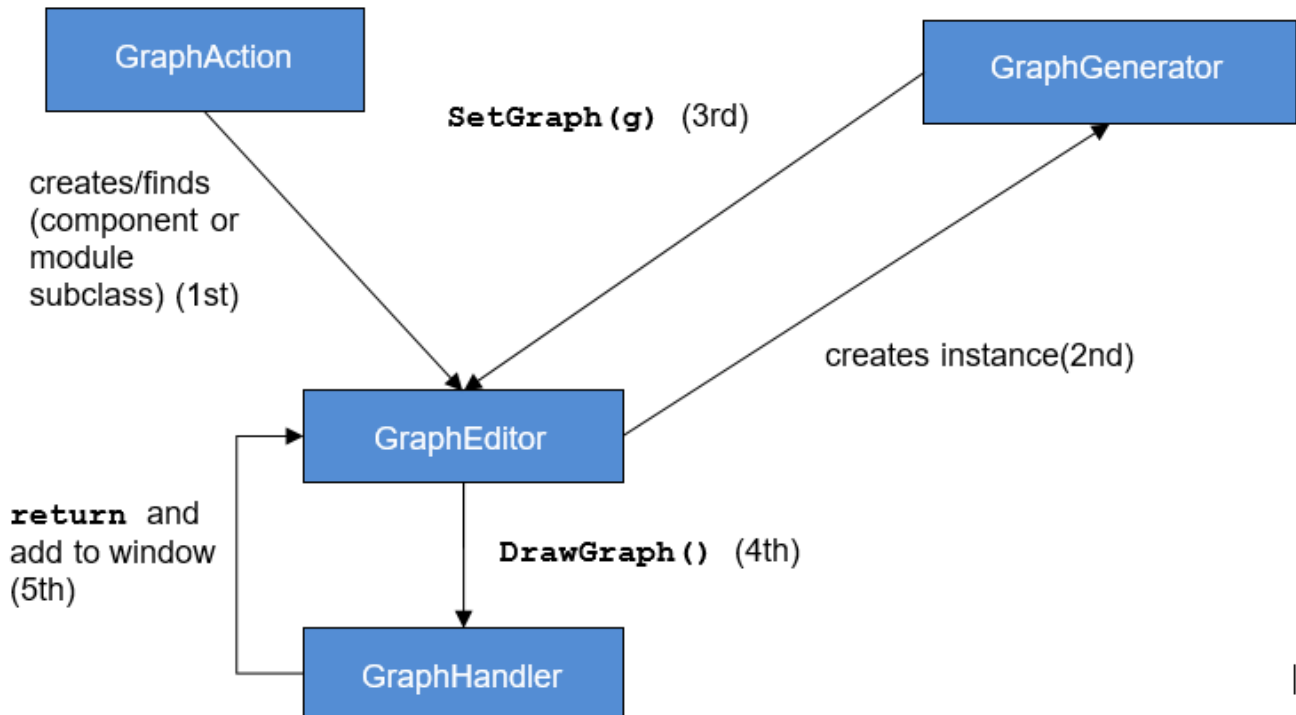 GraphAction
GraphGenerator
SetGraph(g) (3rd)
creates/finds
(component or
module
subclass) (1st)
creates instance(2nd)
GraphEditor
return and
add to window
(5th)
DrawGraph() (4th)
GraphHandler